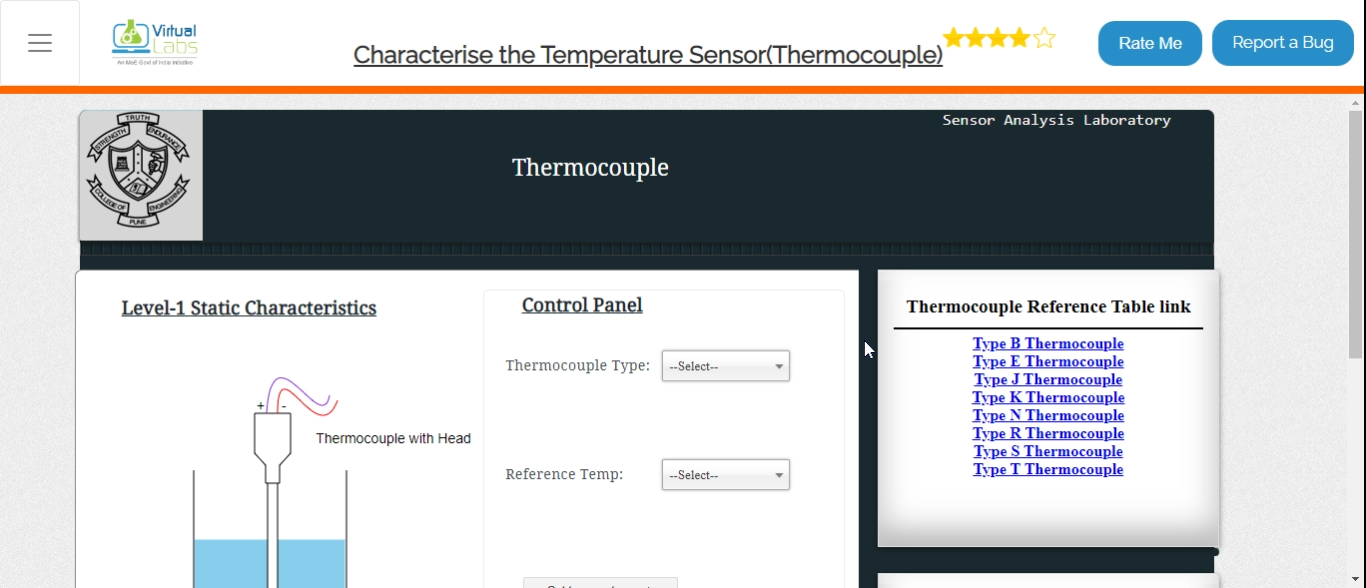 Virtual
Labs
An MoE Govt of India Initiative
Characterise the Temperature Sensor(Thermocouple)
Rate Me
Report a Bug
TRUTH
STRENGTH
ENDURANCE
COLLEGE OF
ENGINEERING
PUNE
Sensor Analysis Laboratory
Thermocouple
Level-1 Static Characteristics
+ -
Thermocouple with Head
Control Panel
Thermocouple Type: --Select--
Reference Temp: --Select--
Thermocouple Reference Table link
Type B Thermocouple
Type E Thermocouple
Type J Thermocouple
Type K Thermocouple
Type N Thermocouple
Type R Thermocouple
Type S Thermocouple
Type T Thermocouple